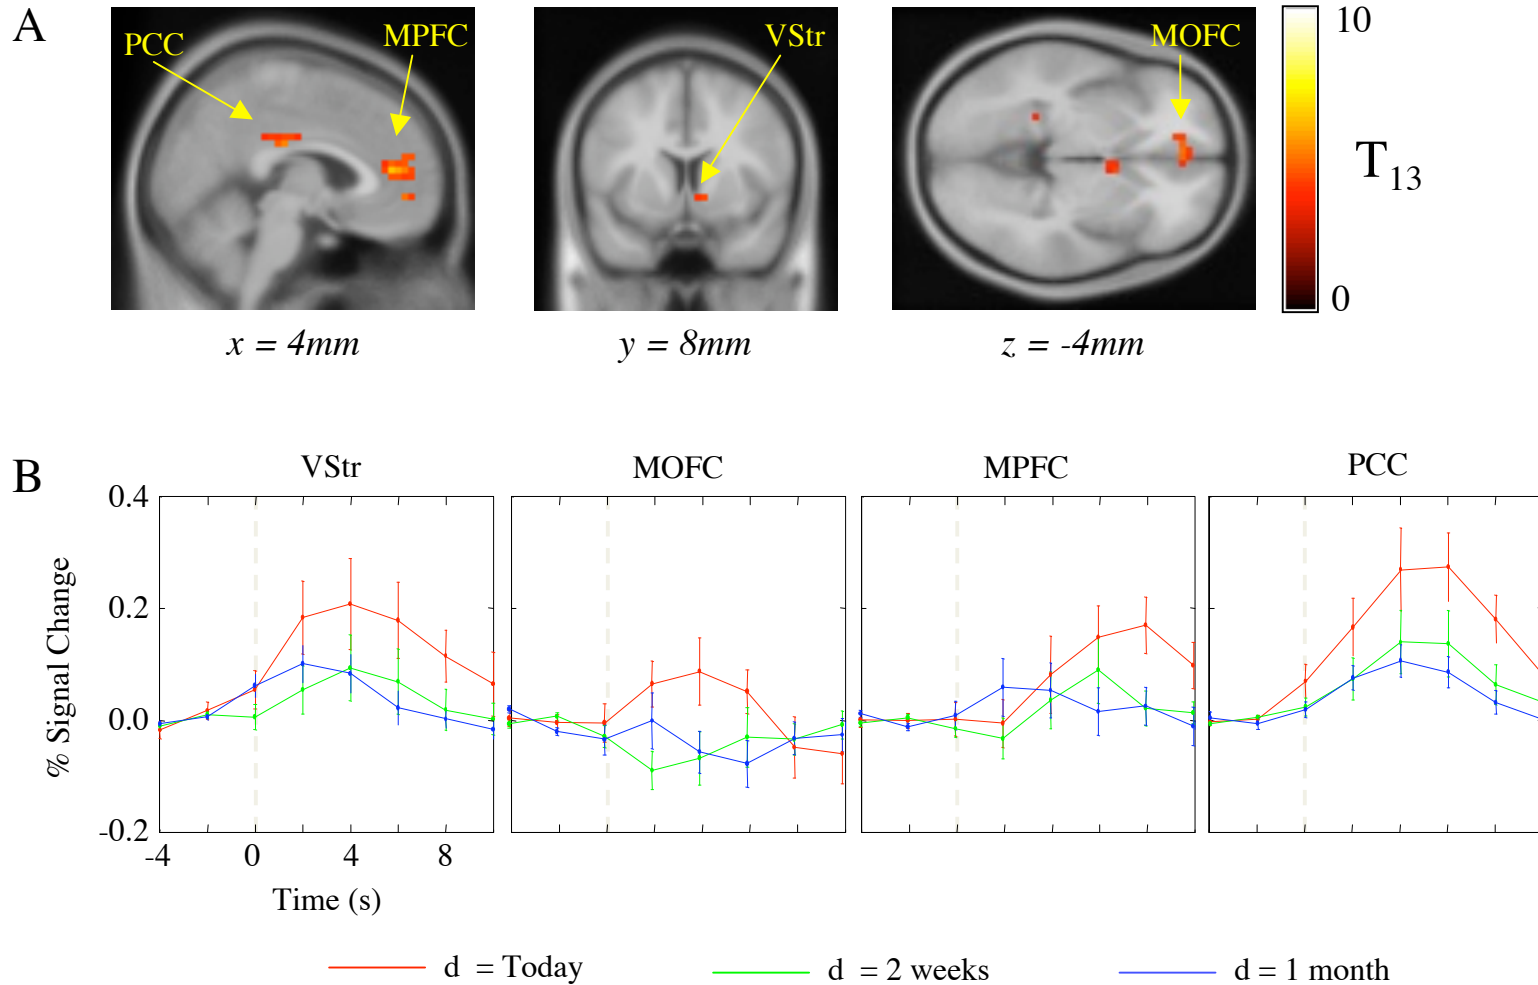 A
PCC
MPFC
VStr
MOFC
10
0
T13
x = 4mm
y = 8mm
z = -4mm
B
VStr
MOFC
MPFC
PCC
% Signal Change
0.4
0.2
0.0
-0.2
-4 0 4 8
Time (s)
d = Today
d = 2 weeks
d = 1 month